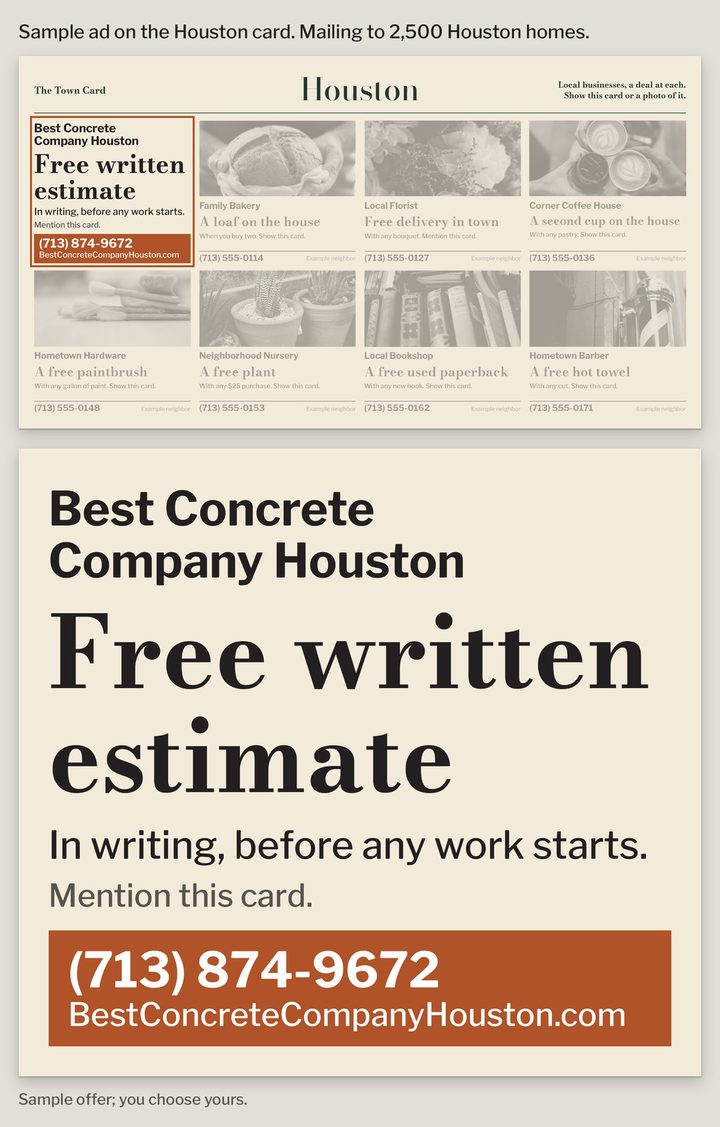 Sample ad on the Houston card. Mailing to 2,500 Houston homes.
The Town Card
Houston
Local businesses, a deal at each.
Show this card or a photo of it.
Best Concrete
Company Houston
Free written
estimate
In writing, before any work starts.
Mention this card.
(713) 874-9672
BestConcreteCompanyHouston.com
Family Bakery
A loaf on the house
When you buy two. Show this card.
(713) 555-0114
Example neighbor
Local Florist
Free delivery in town
With any bouquet. Mention this card.
(713) 555-0127
Example neighbor
Corner Coffee House
A second cup on the house
With any pastry. Show this card.
(713) 555-0136
Example neighbor
Hometown Hardware
A free paintbrush
With any gallon of paint. Show this card.
(713) 555-0148
Example neighbor
Neighborhood Nursery
A free plant
With any $25 purchase. Show this card.
(713) 555-0153
Example neighbor
Local Bookshop
A free used paperback
With any new book. Show this card.
(713) 555-0162
Example neighbor
Hometown Barber
A free hot towel
With any cut. Show this card.
(713) 555-0171
Example neighbor
Best Concrete
Company Houston
Free written
estimate
In writing, before any work starts.
Mention this card.
(713) 874-9672
BestConcreteCompanyHouston.com
Sample offer; you choose yours.